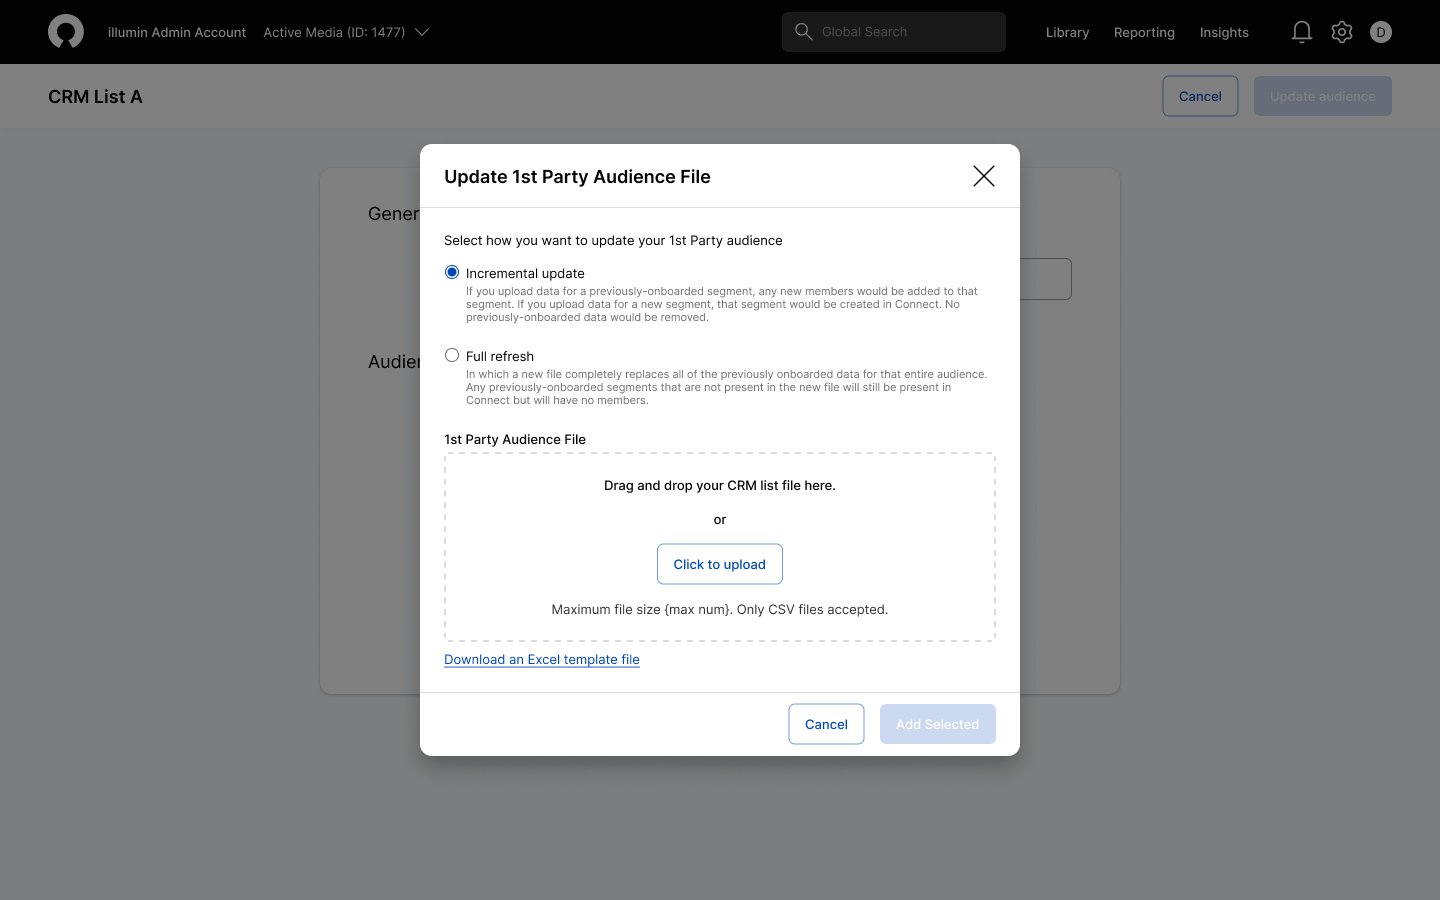 illumin Admin Account Active Media (ID: 1477) Global Search Library Reporting Insights D
CRM List A Cancel Update audience
Update 1st Party Audience File
Select how you want to update your 1st Party audience
Incremental update
If you upload data for a previously-onboarded segment, any new members would be added to that
segment. If you upload data for a new segment, that segment would be created in Connect. No
previously-onboarded data would be removed.
Full refresh
In which a new file completely replaces all of the previously onboarded data for that entire audience.
Any previously-onboarded segments that are not present in the new file will still be present in
Connect but will have no members.
1st Party Audience File
Drag and drop your CRM list file here.
or
Click to upload
Maximum file size {max num}. Only CSV files accepted.
Download an Excel template file
Cancel Add Selected